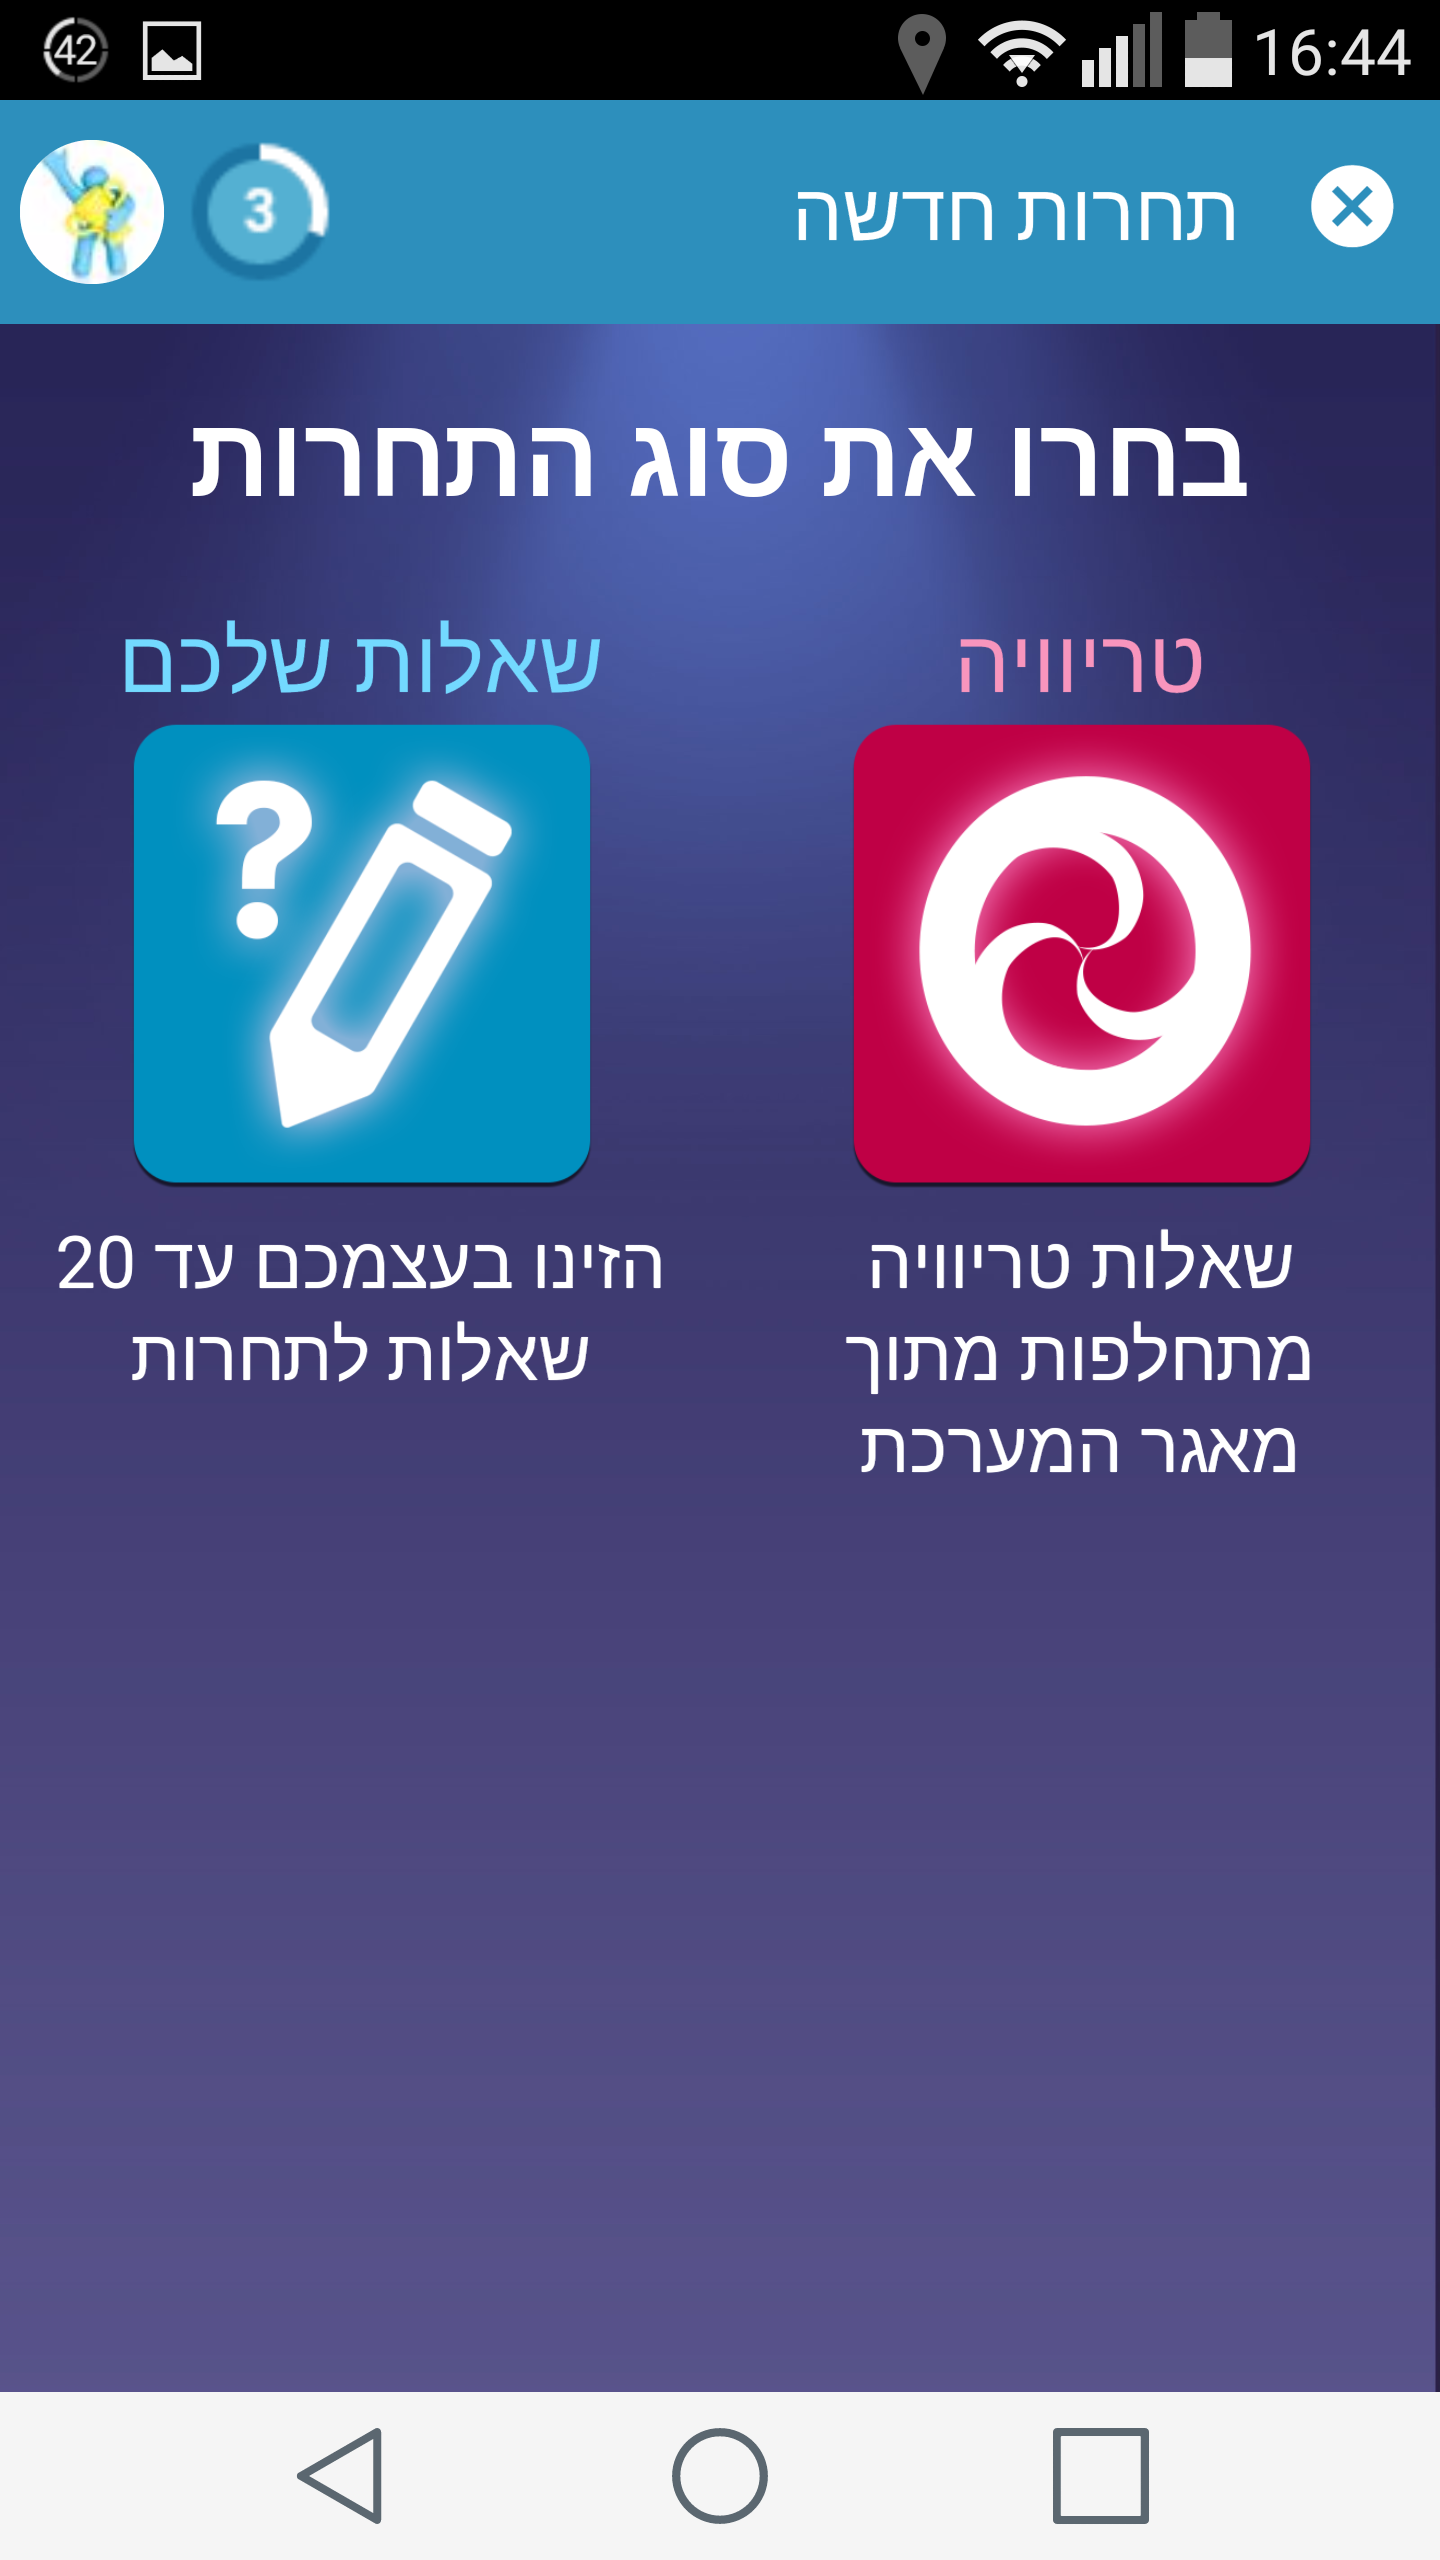 42
16:44
תחרות חדשה
3
בחרו את סוג התחרות
טריוויה
שאלות טריוויה
מתחלפות מתוך
מאגר המערכת
שאלות שלכם
?
הזינו בעצמכם עד 20
שאלות לתחרות